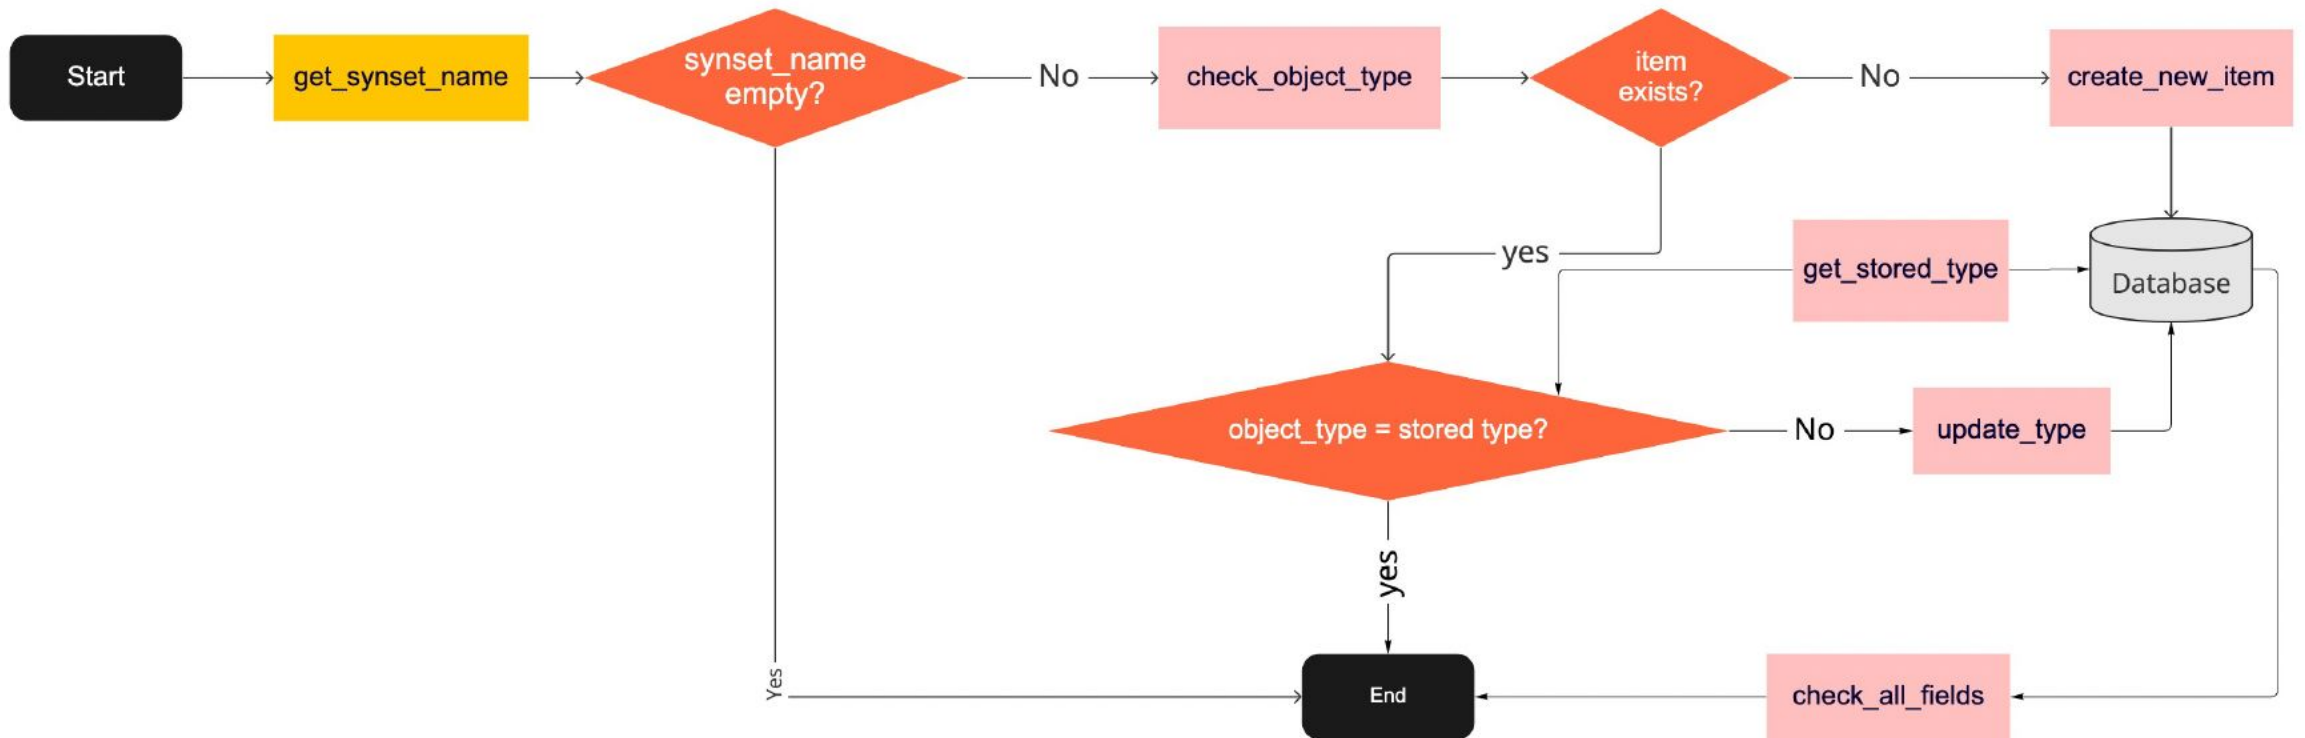 Start
get_synset_name
synset_name
empty?
No
check_object_type
item
exists?
No
create_new_item
yes
get_stored_type
Database
object_type = stored type?
No
update_type
yes
Yes
End
check_all_fields